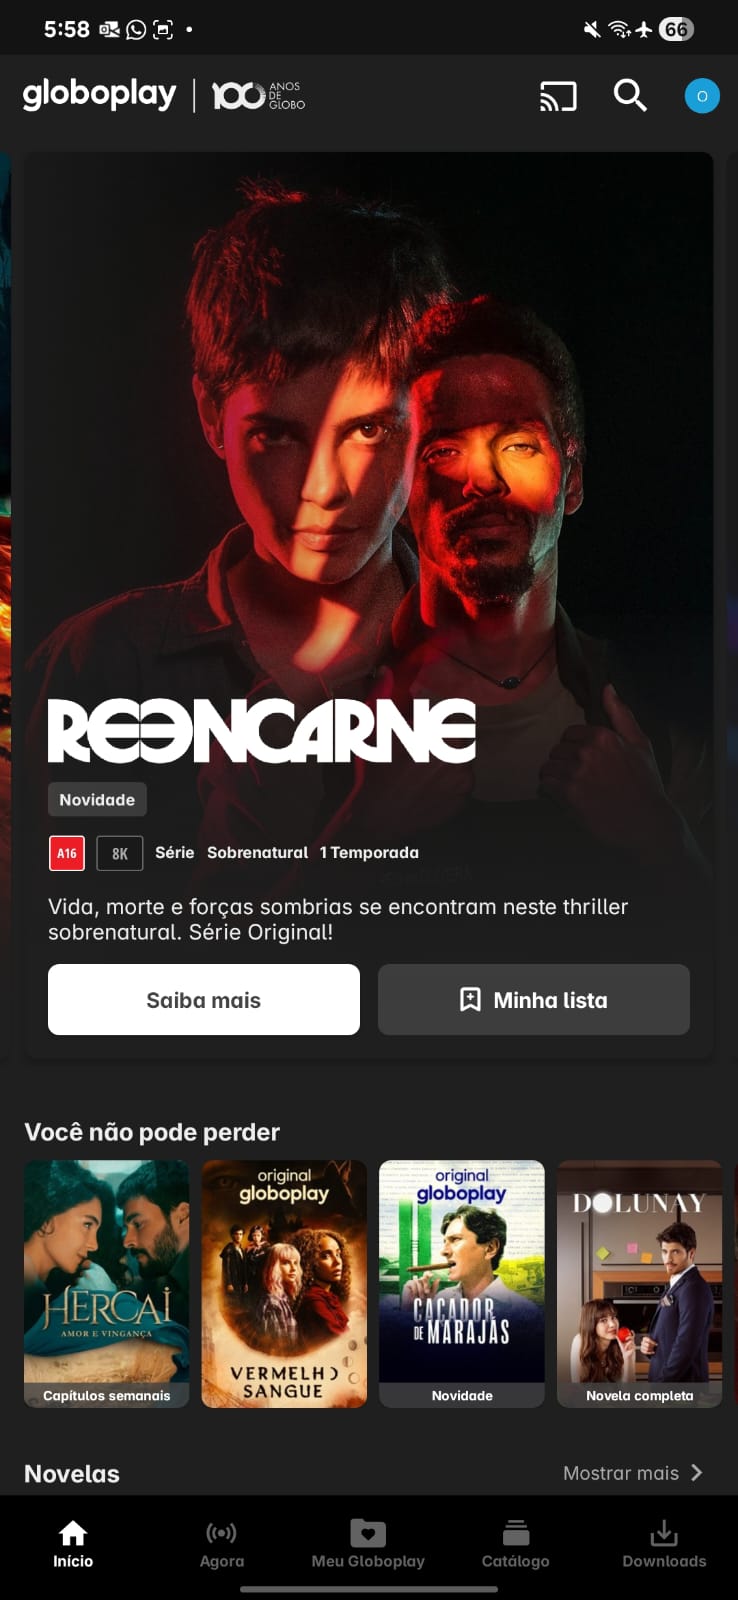 5:58
66
globoplay
100 ANOS
DE
GLOBO
O
REENCARNE
Novidade
A16 8K Série Sobrenatural 1 Temporada
Vida, morte e forças sombrias se encontram neste thriller
sobrenatural. Série Original!
Saiba mais
Minha lista
Você não pode perder
HERCAI
AMOR E VINGANÇA
Capítulos semanais
original
globoplay
VERMELHO
SANGUE
original
globoplay
CAÇADOR
DE MARAJÁS
Novidade
DOLUNAY
Novela completa
Novelas
Mostrar mais
Início
Agora
Meu Globoplay
Catálogo
Downloads